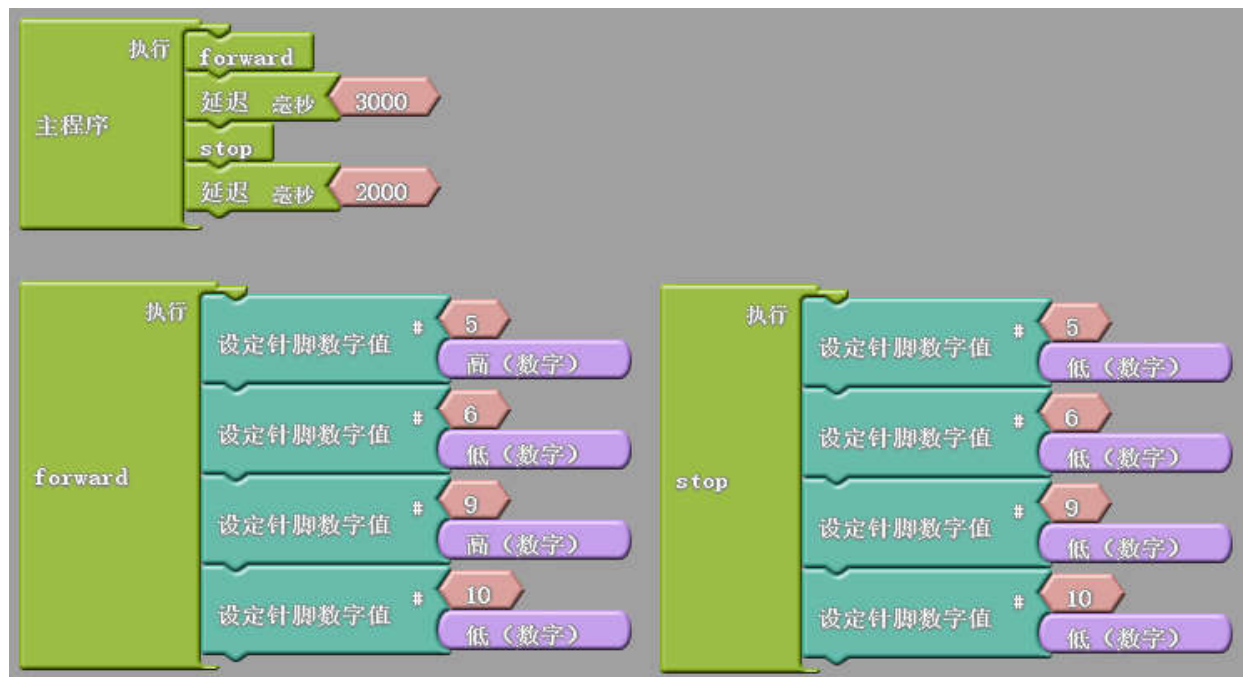 主程序
执行
forward
延迟 毫秒 3000
stop
延迟 毫秒 2000
forward
执行
设定针脚数字值 # 5
高（数字）
设定针脚数字值 # 6
低（数字）
设定针脚数字值 # 9
高（数字）
设定针脚数字值 # 10
低（数字）
stop
执行
设定针脚数字值 # 5
低（数字）
设定针脚数字值 # 6
低（数字）
设定针脚数字值 # 9
低（数字）
设定针脚数字值 # 10
低（数字）